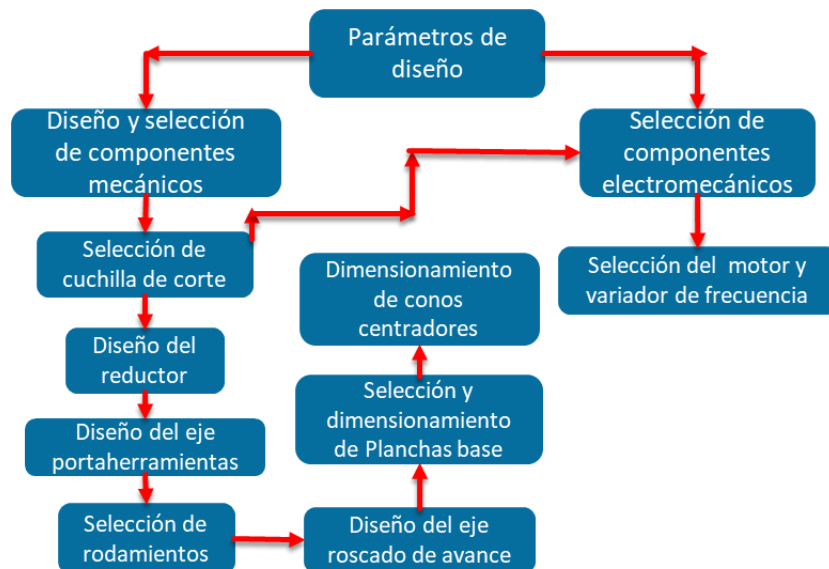 Parámetros de
diseño
Diseño y selección
de componentes
mecánicos
Selección de
componentes
electromecánicos
Selección de
cuchilla de corte
Dimensionamiento
de conos
centradores
Selección del motor y
variador de frecuencia
Diseño del
reductor
Selección y
dimensionamiento
de Planchas base
Diseño del eje
portaherramientas
Selección de
rodamientos
Diseño del eje
roscado de avance